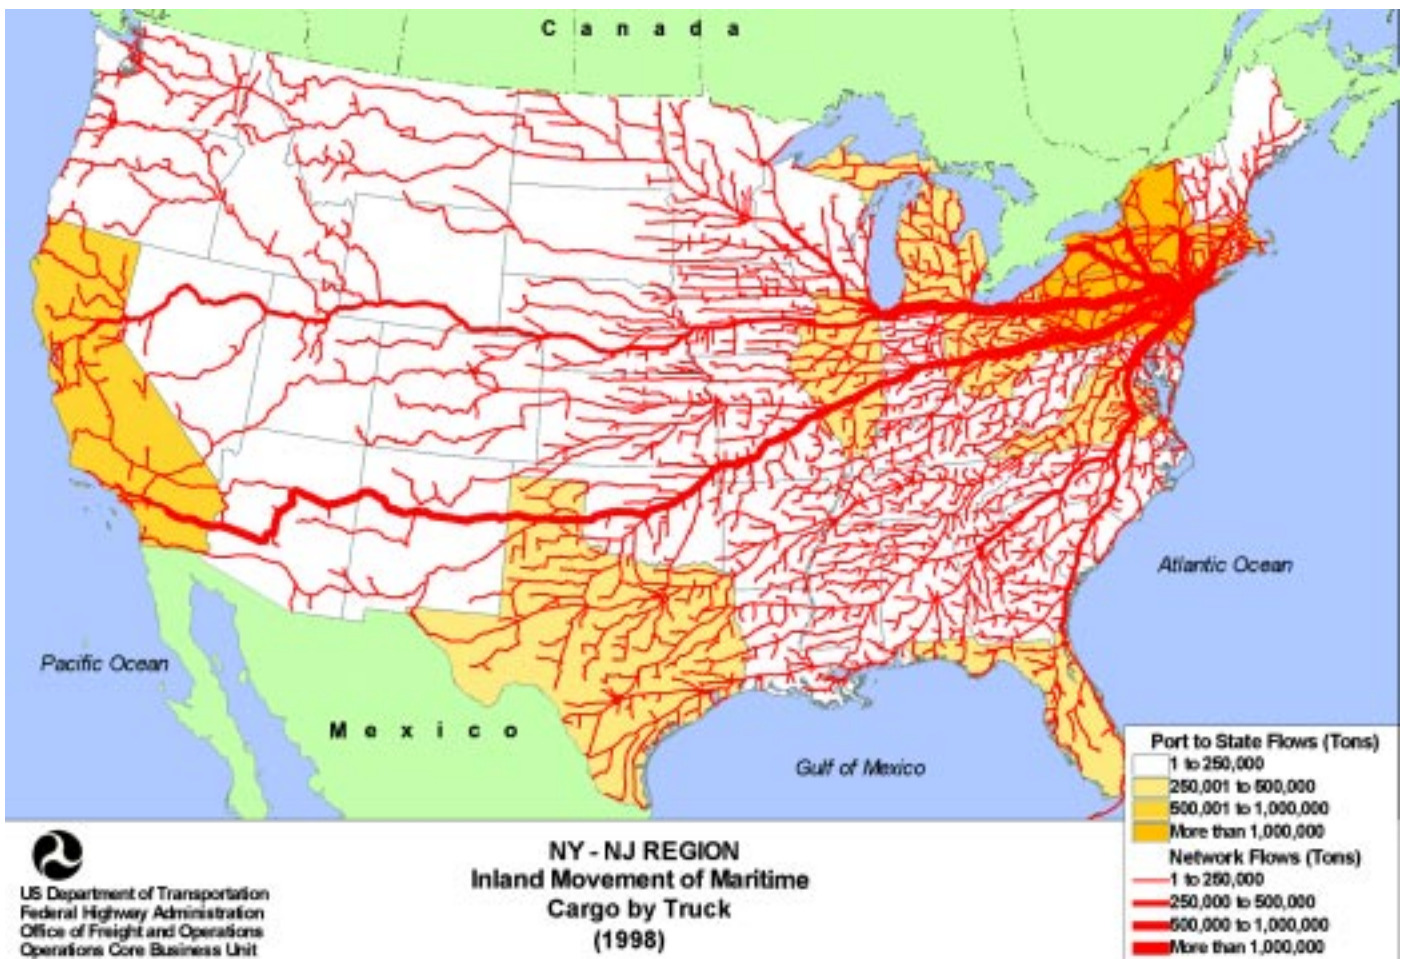 C a n a d a
Atlantic Ocean
Pacific Ocean
M e x i c o
Gulf of Mexico
Port to State Flows (Tons)
1 to 250,000
250,001 to 500,000
500,001 to 1,000,000
More than 1,000,000
Network Flows (Tons)
1 to 250,000
250,000 to 500,000
500,000 to 1,000,000
More than 1,000,000
NY - NJ REGION
Inland Movement of Maritime
Cargo by Truck
(1998)
US Department of Transportation
Federal Highway Administration
Office of Freight and Operations
Operations Core Business Unit